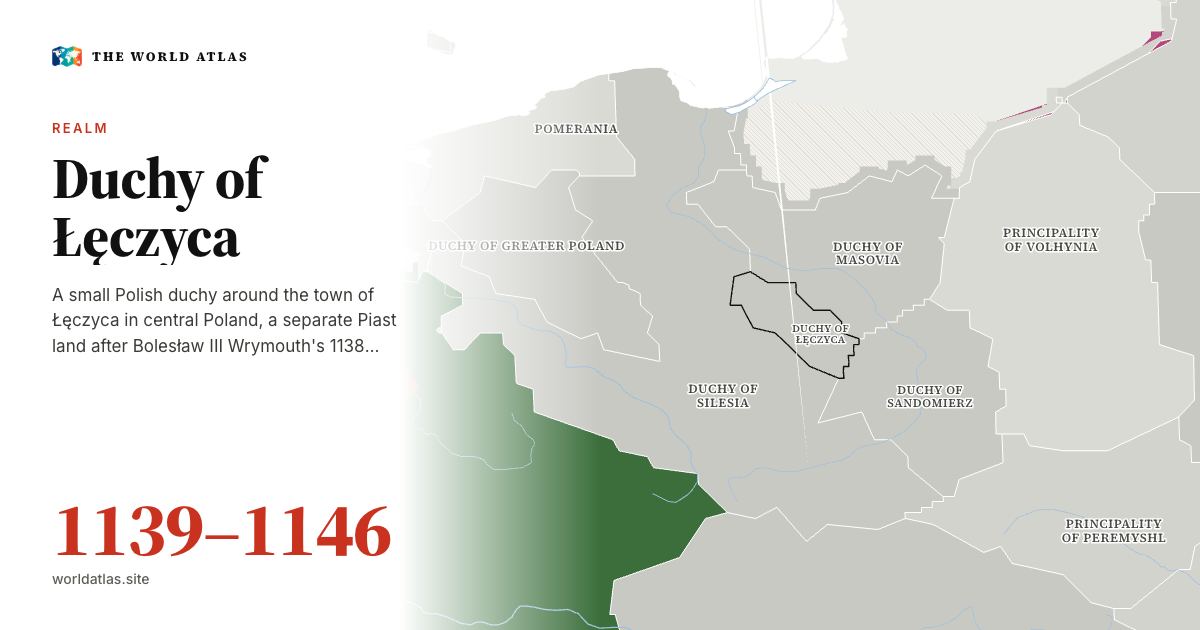 THE WORLD ATLAS
REALM
Duchy of
Łęczyca
A small Polish duchy around the town of
Łęczyca in central Poland, a separate Piast
land after Bolesław III Wrymouth's 1138...
1139–1146
worldatlas.site
POMERANIA
DUCHY OF GREATER POLAND
DUCHY OF
MASOVIA
PRINCIPALITY
OF VOLHYNIA
DUCHY OF
ŁĘCZYCA
DUCHY OF
SILESIA
DUCHY OF
SANDOMIERZ
PRINCIPALITY
OF PEREMYSHL